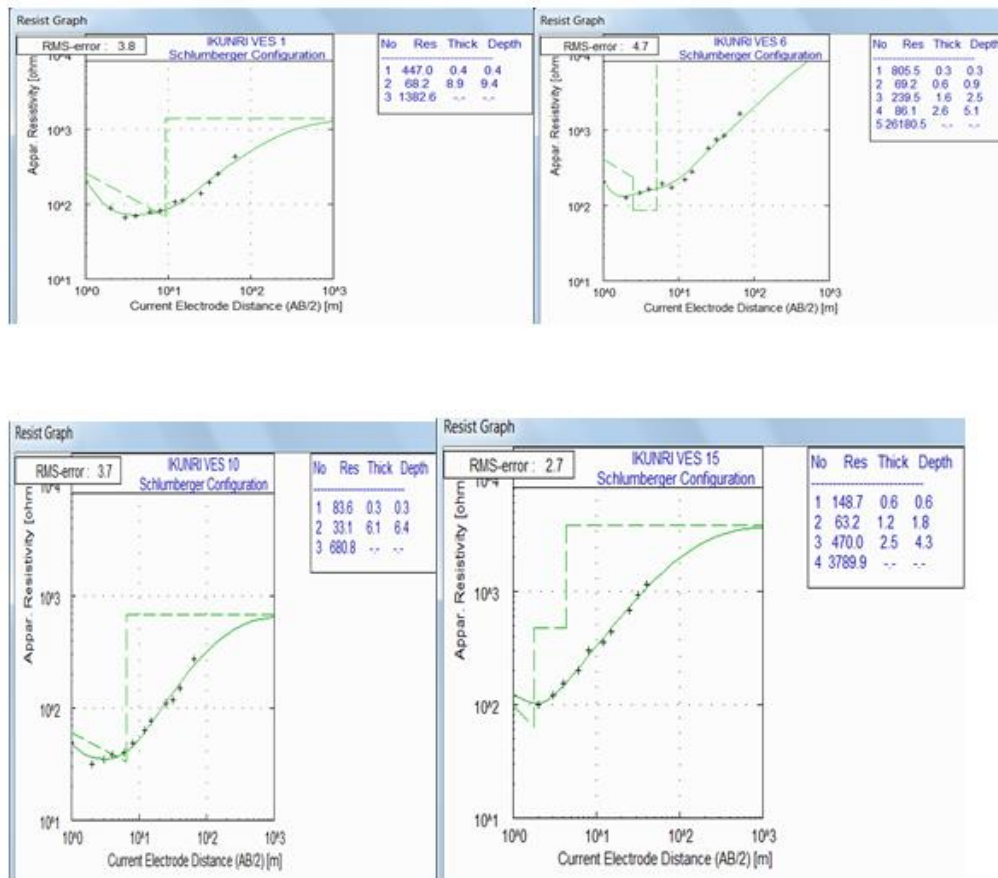 Resist Graph
RMS-error : 3.8
IKUNRI VES 1
Schlumberger Configuration
No Res Thick Depth
1 447.0 0.4 0.4
2 68.2 8.9 9.4
3 1382.6 -.- -.-
Appar. Resistivity [ohm
10^4
10^3
10^2
10^1
10^0 10^1 10^2 10^3
Current Electrode Distance (AB/2) [m]
Resist Graph
RMS-error : 4.7
IKUNRI VES 6
Schlumberger Configuration
No Res Thick Depth
1 805.5 0.3 0.3
2 69.2 0.6 0.9
3 239.5 1.6 2.5
4 86.1 2.6 5.1
5 26180.5 -.- -.-
Appar. Resistivity [ohm
10^4
10^3
10^2
10^1
10^0 10^1 10^2 10^3
Current Electrode Distance (AB/2) [m]
Resist Graph
RMS-error : 3.7
IKUNRI VES 10
Schlumberger Configuration
No Res Thick Depth
1 83.6 0.3 0.3
2 33.1 6.1 6.4
3 680.8 -.- -.-
Appar. Resistivity [ohm
10^4
10^3
10^2
10^1
10^0 10^1 10^2 10^3
Current Electrode Distance (AB/2) [m]
Resist Graph
RMS-error : 2.7
IKUNRI VES 15
Schlumberger Configuration
No Res Thick Depth
1 148.7 0.6 0.6
2 63.2 1.2 1.8
3 470.0 2.5 4.3
4 3789.9 -.- -.-
Appar. Resistivity [ohm
10^4
10^3
10^2
10^1
10^0 10^1 10^2 10^3
Current Electrode Distance (AB/2) [m]